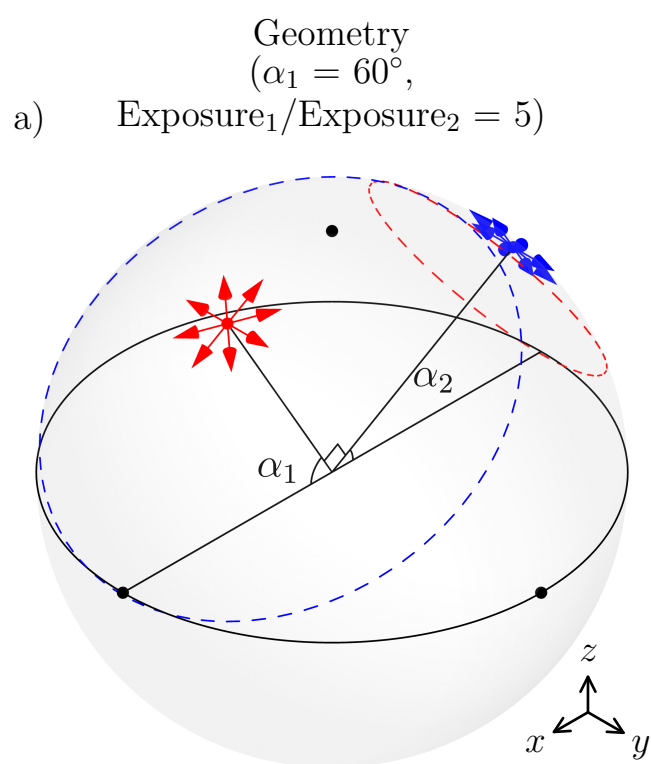 Geometry
(α₁ = 60°,
a) Exposure₁/Exposure₂ = 5)
α₂
α₁
z
x y